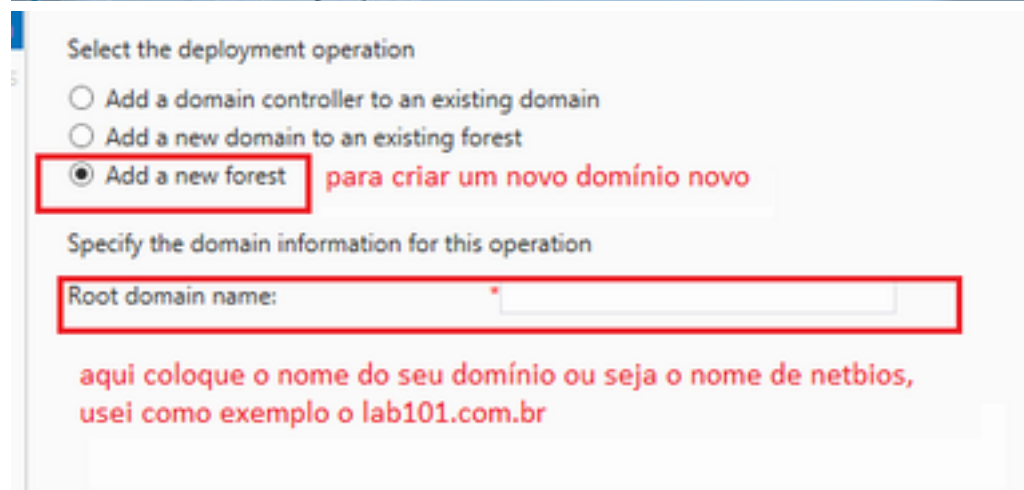 Select the deployment operation
Add a domain controller to an existing domain
Add a new domain to an existing forest
Add a new forest para criar um novo domínio novo
Specify the domain information for this operation
Root domain name: *
aqui coloque o nome do seu domínio ou seja o nome de netbios,
usei como exemplo o lab101.com.br